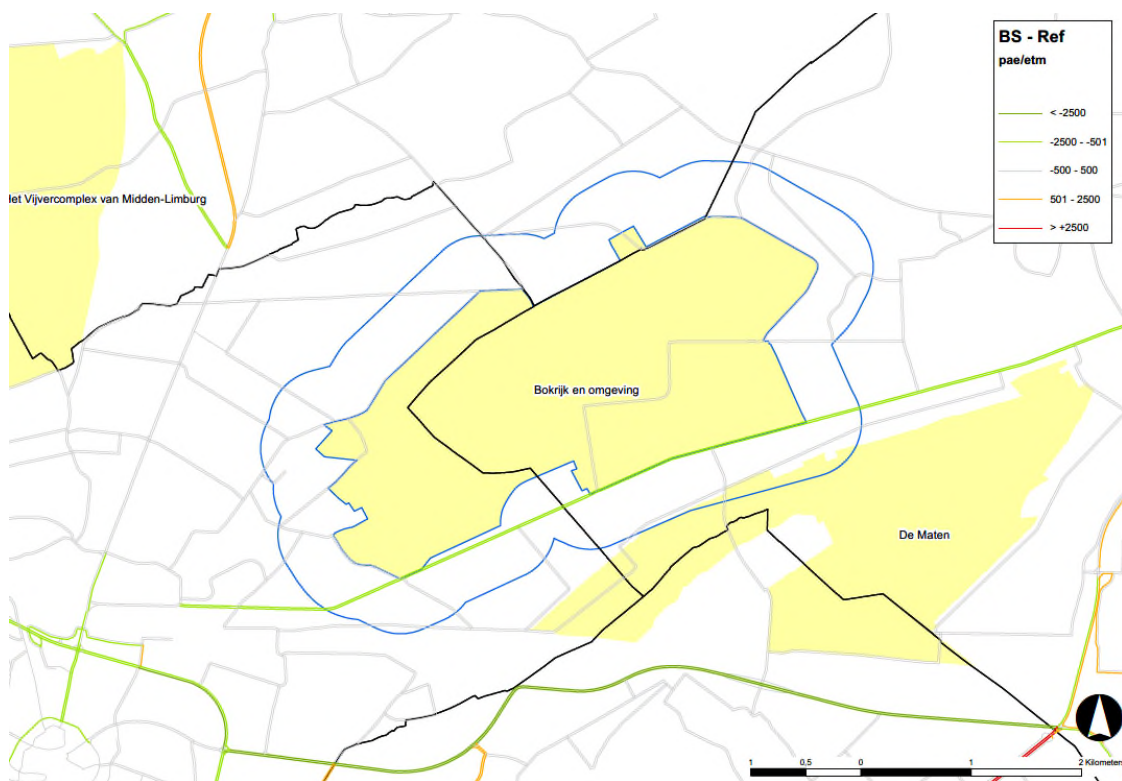 BS - Ref
pae/etm
< -2500
-2500 - -501
-500 - 500
501 - 2500
> +2500
let Vijvercomplex van Midden-Limburg
Bokrijk en omgeving
De Maten
1 0,5 0 1 2 Kilometers